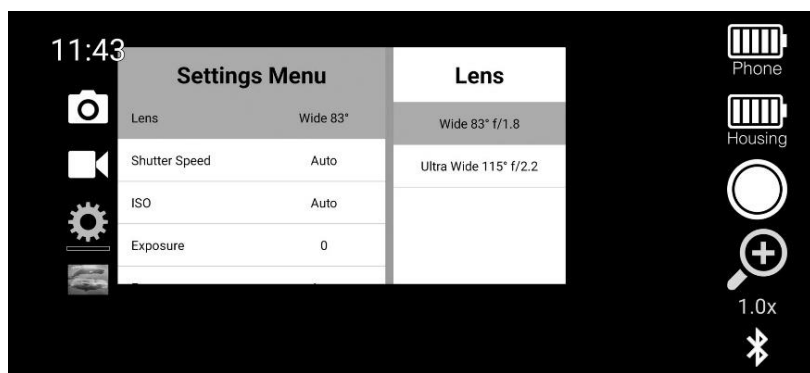 11:43
Settings Menu
Lens Wide 83°
Shutter Speed Auto
ISO Auto
Exposure 0
Lens
Wide 83° f/1.8
Ultra Wide 115° f/2.2
Phone
Housing
1.0x